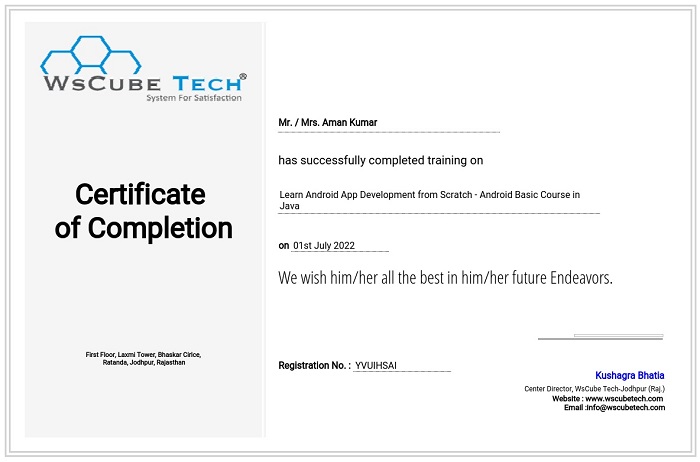 WsCube Tech®
System For Satisfaction
Certificate
of Completion
First Floor, Laxmi Tower, Bhaskar Cirlce,
Ratanda, Jodhpur, Rajasthan
Mr. / Mrs. Aman Kumar
has successfully completed training on
Learn Android App Development from Scratch - Android Basic Course in
Java
on 01st July 2022
We wish him/her all the best in him/her future Endeavors.
Registration No. : YVUIHSAI
Kushagra Bhatia
Center Director, WsCube Tech-Jodhpur (Raj.)
Website : www.wscubetech.com
Email :Info@wscubetech.com